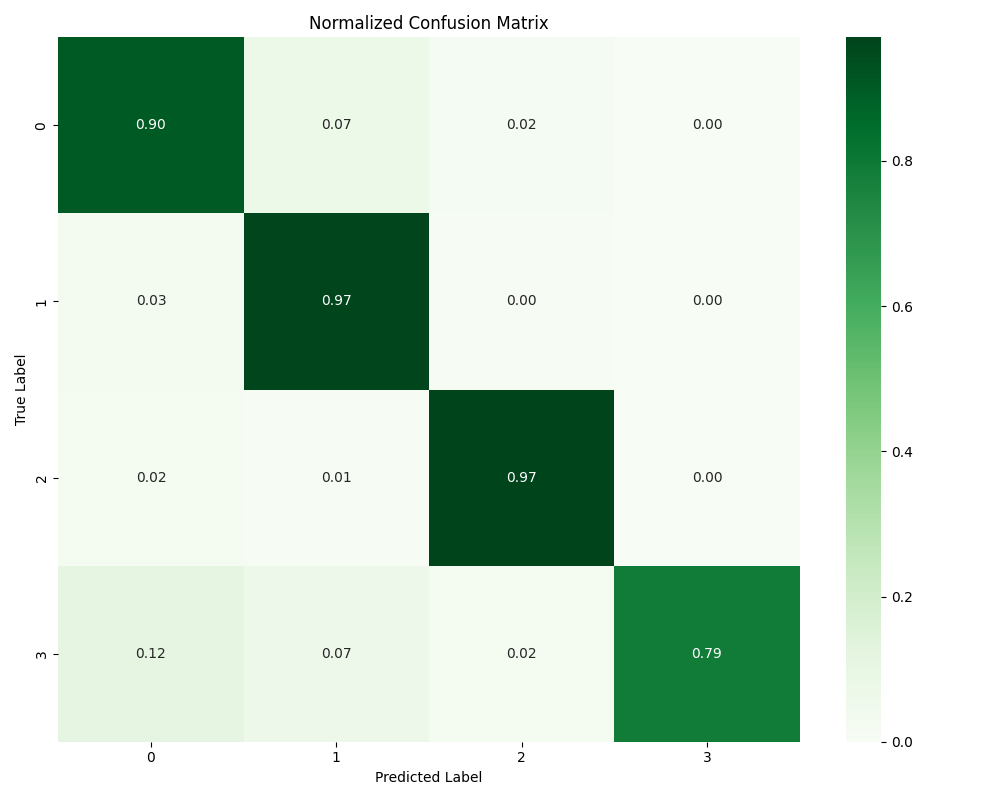 Normalized Confusion Matrix
0 0.90 0.07 0.02 0.00
0.8
1 0.03 0.97 0.00 0.00
0.6
True Label
0.4
2 0.02 0.01 0.97 0.00
0.2
3 0.12 0.07 0.02 0.79
0.0
0 1 2 3
Predicted Label